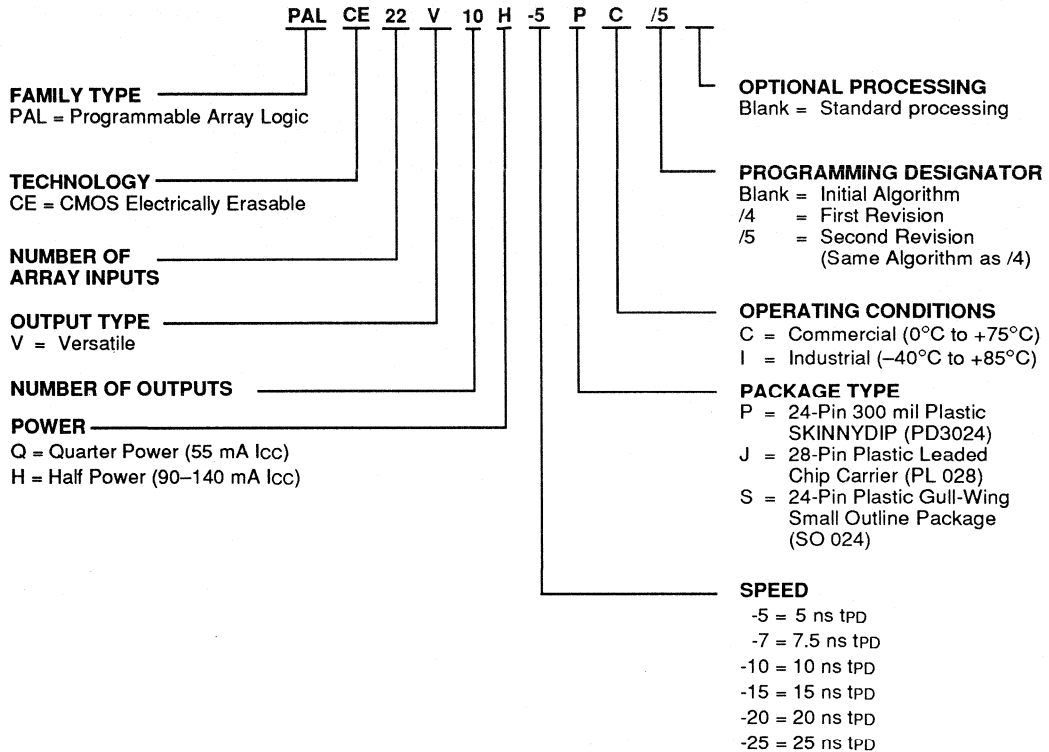 PAL CE 22 V 10 H -5 P C /5
FAMILY TYPE
PAL = Programmable Array Logic
TECHNOLOGY
CE = CMOS Electrically Erasable
NUMBER OF
ARRAY INPUTS
OUTPUT TYPE
V = Versatile
NUMBER OF OUTPUTS
POWER
Q = Quarter Power (55 mA ICC)
H = Half Power (90–140 mA ICC)
OPTIONAL PROCESSING
Blank = Standard processing
PROGRAMMING DESIGNATOR
Blank = Initial Algorithm
/4 = First Revision
/5 = Second Revision
(Same Algorithm as /4)
OPERATING CONDITIONS
C = Commercial (0°C to +75°C)
I = Industrial (–40°C to +85°C)
PACKAGE TYPE
P = 24-Pin 300 mil Plastic
SKINNYDIP (PD3024)
J = 28-Pin Plastic Leaded
Chip Carrier (PL 028)
S = 24-Pin Plastic Gull-Wing
Small Outline Package
(SO 024)
SPEED
-5 = 5 ns tPD
-7 = 7.5 ns tPD
-10 = 10 ns tPD
-15 = 15 ns tPD
-20 = 20 ns tPD
-25 = 25 ns tPD